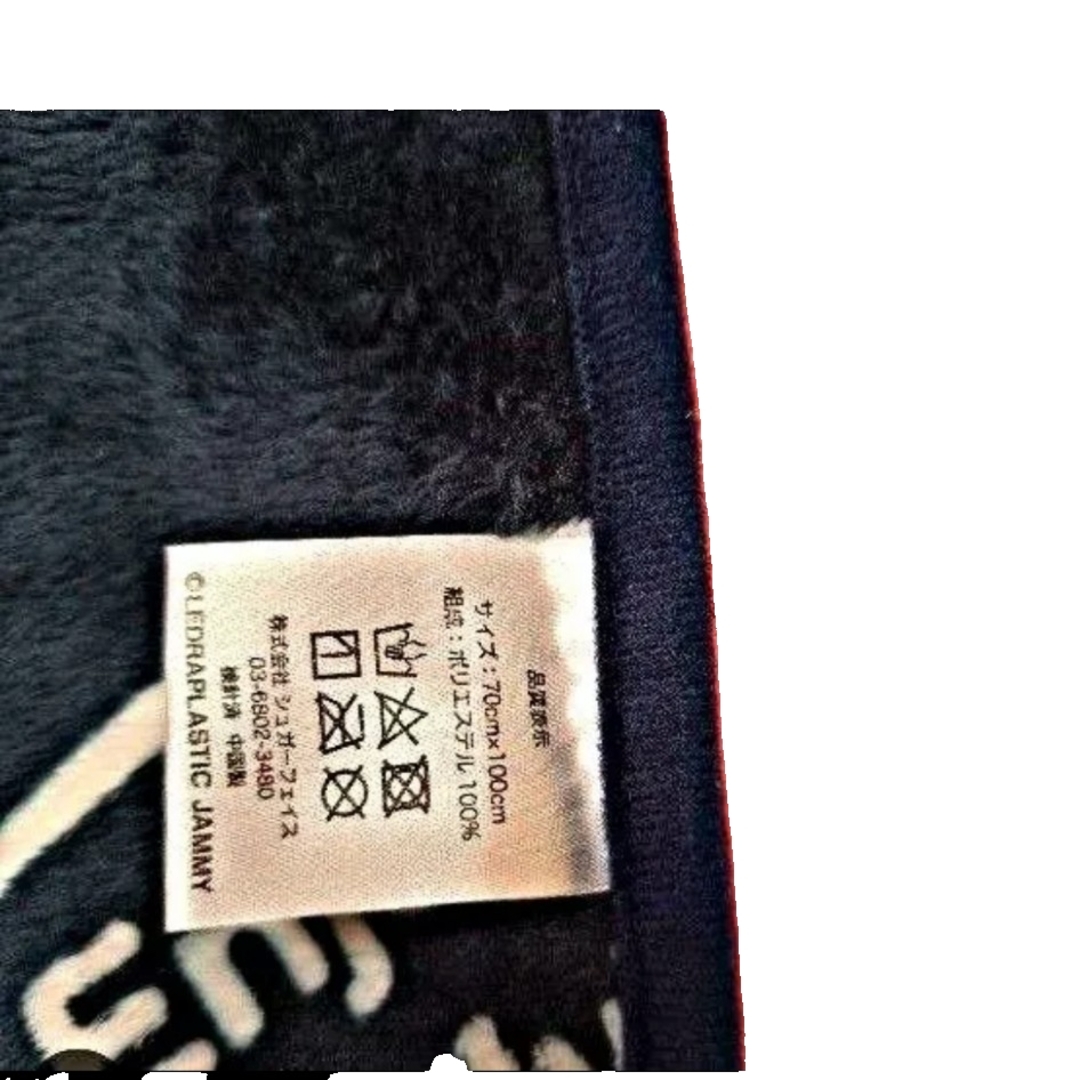 品質表示
サイズ：70cm×100cm
組成：ポリエステル100%
株式会社 シュガーフェイス
03-6802-3480
検針済 中国製
©LEDRAPLASTIC JAMMY